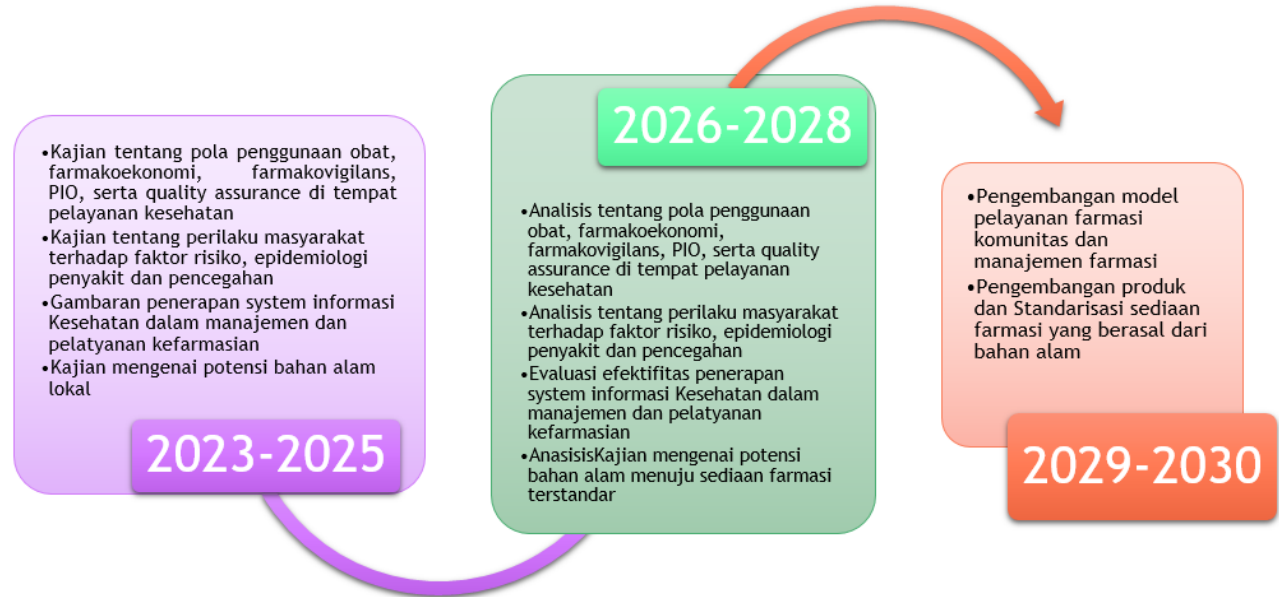 •Kajian tentang pola penggunaan obat,
farmakoekonomi, farmakovigilans,
PIO, serta quality assurance di tempat
pelayanan kesehatan
•Kajian tentang perilaku masyarakat
terhadap faktor risiko, epidemiologi
penyakit dan pencegahan
•Gambaran penerapan system informasi
Kesehatan dalam manajemen dan
pelatyanan kefarmasian
•Kajian mengenai potensi bahan alam
lokal
2023-2025
2026-2028
•Analisis tentang pola penggunaan
obat, farmakoekonomi,
farmakovigilans, PIO, serta quality
assurance di tempat pelayanan
kesehatan
•Analisis tentang perilaku masyarakat
terhadap faktor risiko, epidemiologi
penyakit dan pencegahan
•Evaluasi efektifitas penerapan
system informasi Kesehatan dalam
manajemen dan pelatyanan
kefarmasian
•AnasisisKajian mengenai potensi
bahan alam menuju sediaan farmasi
terstandar
•Pengembangan model
pelayanan farmasi
komunitas dan
manajemen farmasi
•Pengembangan produk
dan Standarisasi sediaan
farmasi yang berasal dari
bahan alam
2029-2030